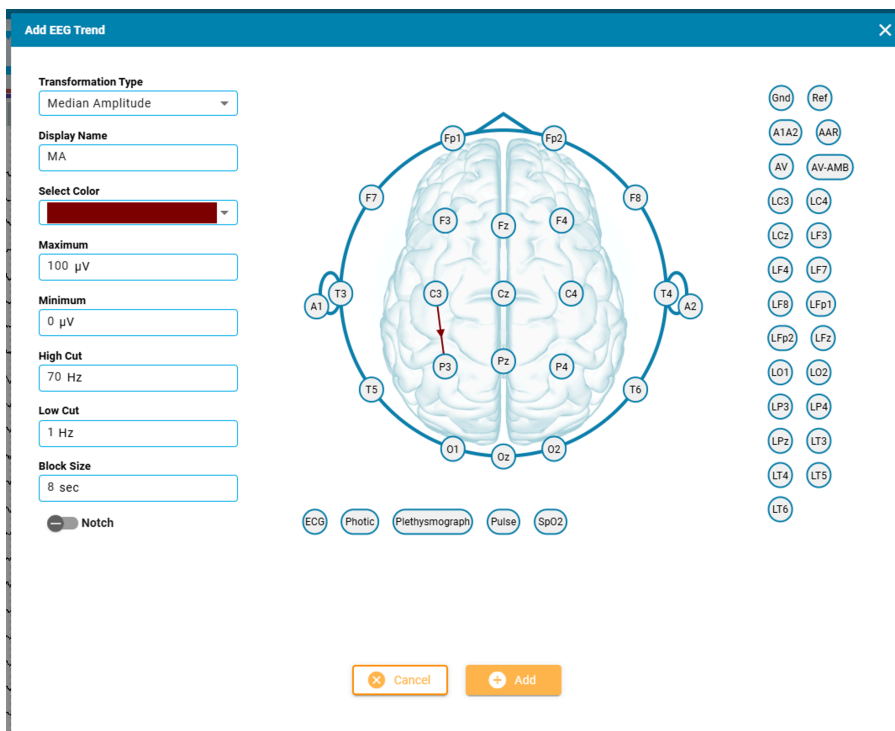 Add EEG Trend
Transformation Type
Median Amplitude
Display Name
MA
Select Color
Maximum
100 µV
Minimum
0 µV
High Cut
70 Hz
Low Cut
1 Hz
Block Size
8 sec
Notch
Fp1 Fp2
F7 F8
F3 Fz F4
A1 T3 C3 Cz C4 T4 A2
P3 Pz P4
T5 T6
O1 Oz O2
ECG Photic Plethysmograph Pulse SpO2
Gnd Ref
A1A2 AAR
AV AV-AMB
LC3 LC4
LCz LF3
LF4 LF7
LF8 LFp1
LFp2 LFz
LO1 LO2
LP3 LP4
LPz LT3
LT4 LT5
LT6
Cancel Add